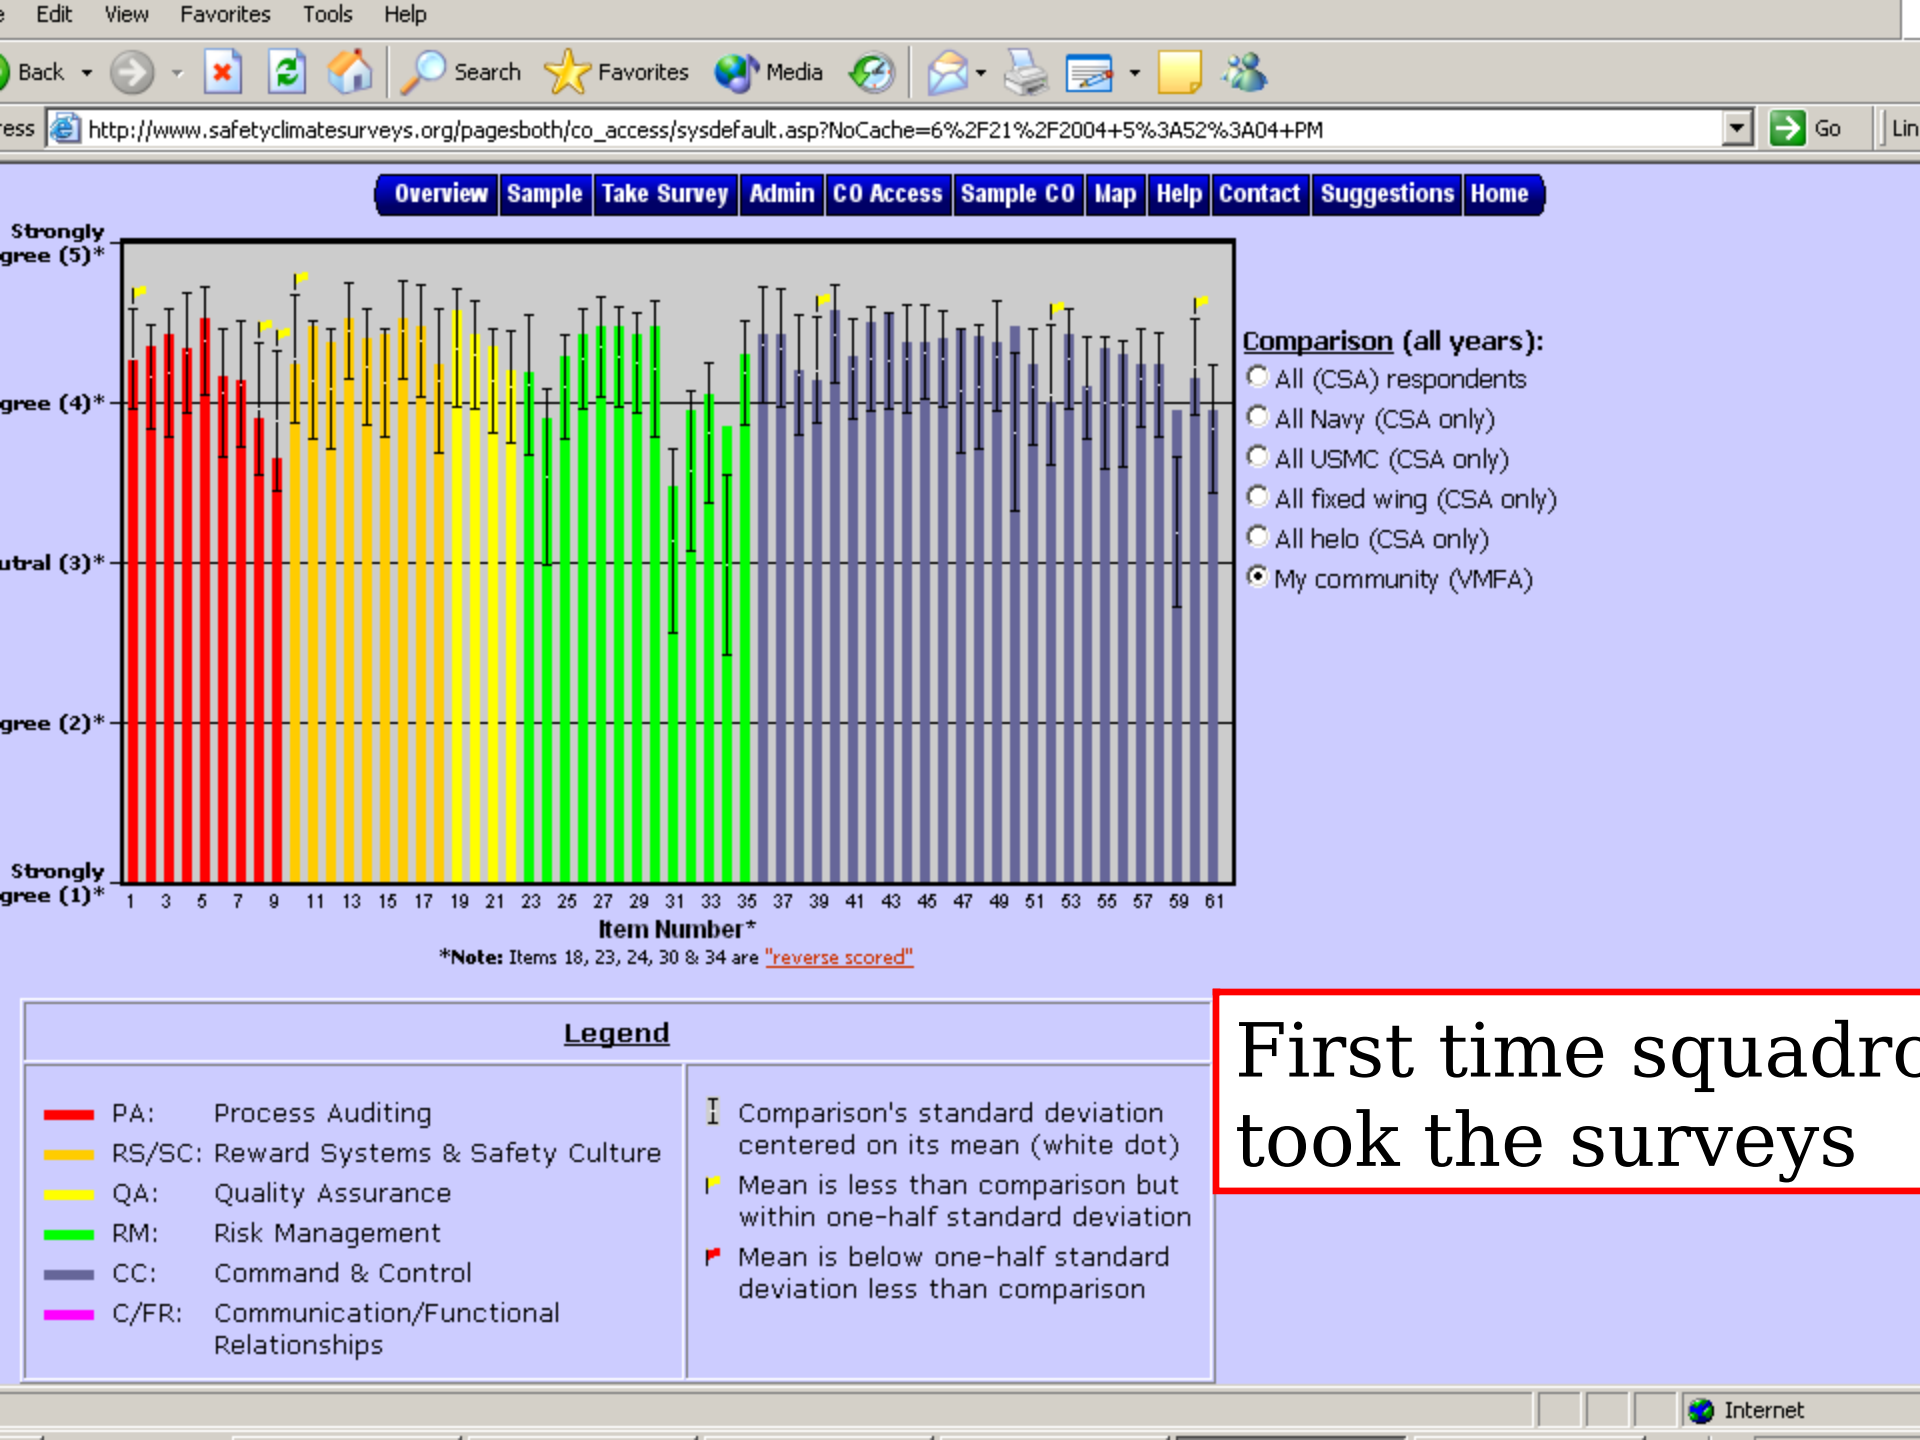 Edit View Favorites Tools Help
Back Search Favorites Media
ress http://www.safetyclimatesurveys.org/pagesboth/co_access/sysdefault.asp?NoCache=6%2F21%2F2004+5%3A52%3A04+PM Go Lin
Overview Sample Take Survey Admin CO Access Sample CO Map Help Contact Suggestions Home
Strongly
gree (5)*
gree (4)*
utral (3)*
gree (2)*
Strongly
gree (1)*
1 3 5 7 9 11 13 15 17 19 21 23 25 27 29 31 33 35 37 39 41 43 45 47 49 51 53 55 57 59 61
Item Number*
*Note: Items 18, 23, 24, 30 & 34 are "reverse scored"
Comparison (all years):
All (CSA) respondents
All Navy (CSA only)
All USMC (CSA only)
All fixed wing (CSA only)
All helo (CSA only)
My community (VMFA)
Legend
PA: Process Auditing
RS/SC: Reward Systems & Safety Culture
QA: Quality Assurance
RM: Risk Management
CC: Command & Control
C/FR: Communication/Functional
Relationships
Comparison's standard deviation
centered on its mean (white dot)
Mean is less than comparison but
within one-half standard deviation
Mean is below one-half standard
deviation less than comparison
First time squadro
took the surveys
Internet